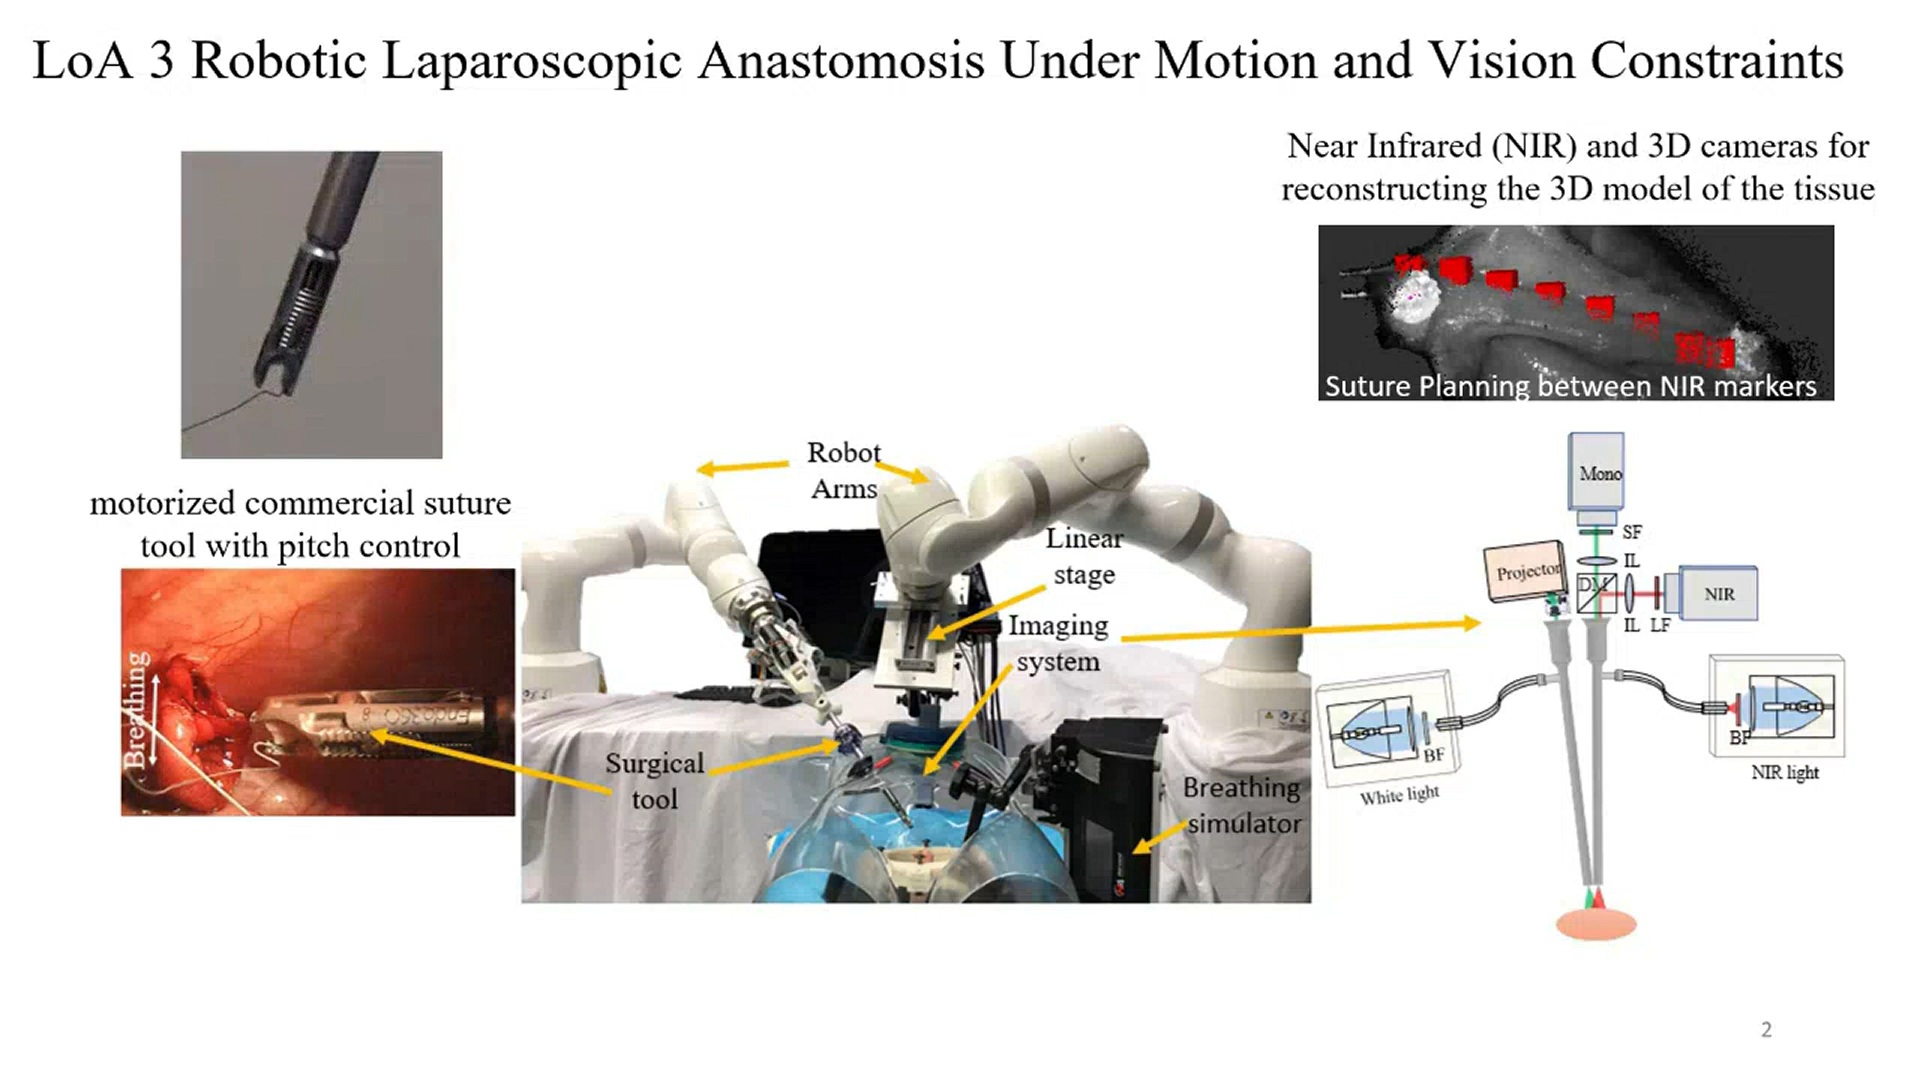 LoA 3 Robotic Laparoscopic Anastomosis Under Motion and Vision Constraints
Near Infrared (NIR) and 3D cameras for
reconstructing the 3D model of the tissue
Suture Planning between NIR markers
motorized commercial suture
tool with pitch control
Breathing
Endo360
Robot
Arms
Linear
stage
Imaging
system
Surgical
tool
Breathing
simulator
Mono
SF
IL
Projector
DM
NIR
IL
LF
BF
White light
BF
NIR light
2